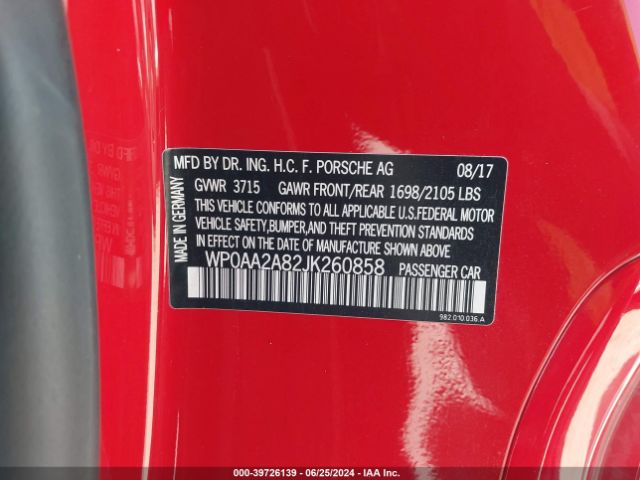 MFD BY DR. ING. H.C. F. PORSCHE AG 08/17
GVWR 3715 GAWR FRONT/REAR 1698/2105 LBS
THIS VEHICLE CONFORMS TO ALL APPLICABLE U.S. FEDERAL MOTOR
VEHICLE SAFETY, BUMPER, AND THEFT PREVENTION STANDARDS
IN EFFECT ON THE DATE OF MANUFACTURE SHOWN ABOVE
WP0AA2A82JK260858 PASSENGER CAR
MADE IN GERMANY
982.010.036.A
000-39726139 - 06/25/2024 - IAA Inc.